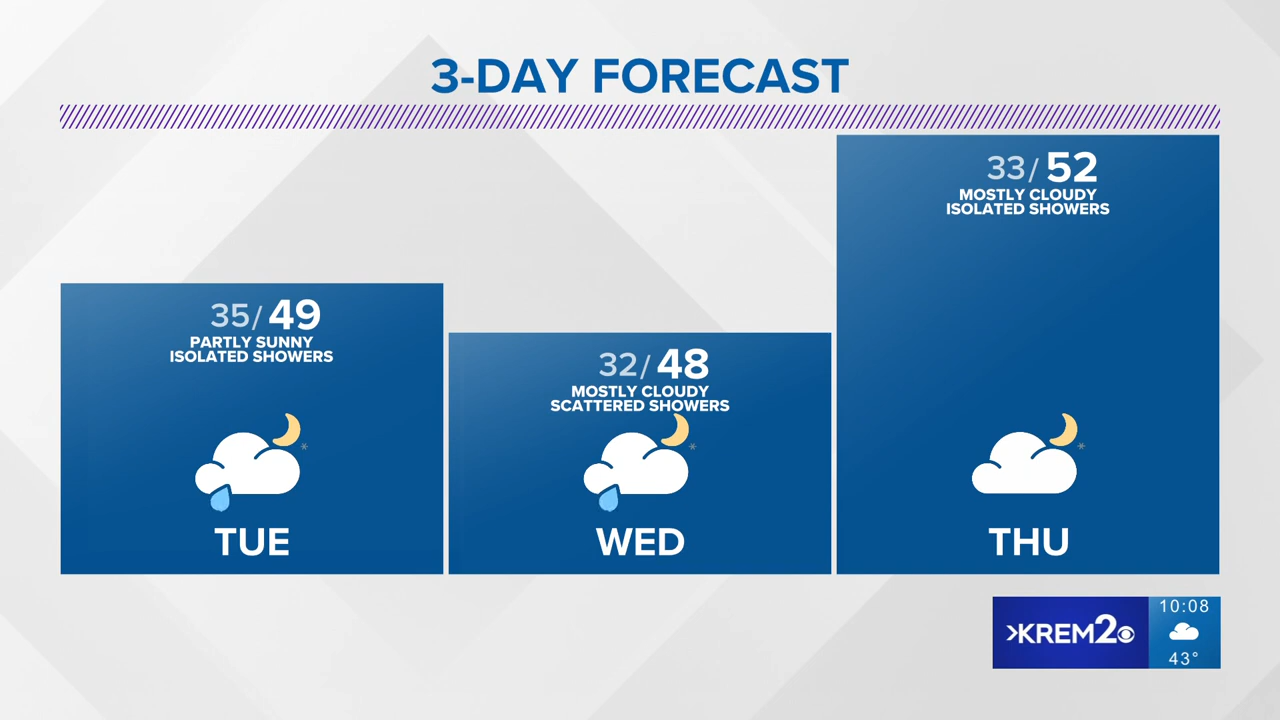 3-DAY FORECAST
35/ 49
PARTLY SUNNY
ISOLATED SHOWERS
TUE
32/ 48
MOSTLY CLOUDY
SCATTERED SHOWERS
WED
33/ 52
MOSTLY CLOUDY
ISOLATED SHOWERS
THU
KREM2
10:08
43°